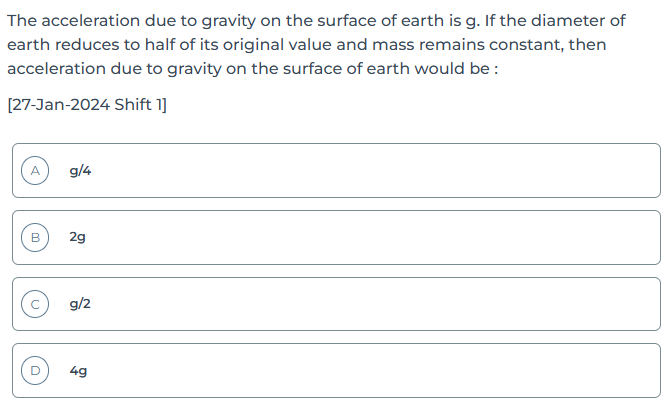 The acceleration due to gravity on the surface of earth is g. If the diameter of
earth reduces to half of its original value and mass remains constant, then
acceleration due to gravity on the surface of earth would be :
[27-Jan-2024 Shift 1]
A g/4
B 2g
C g/2
D 4g